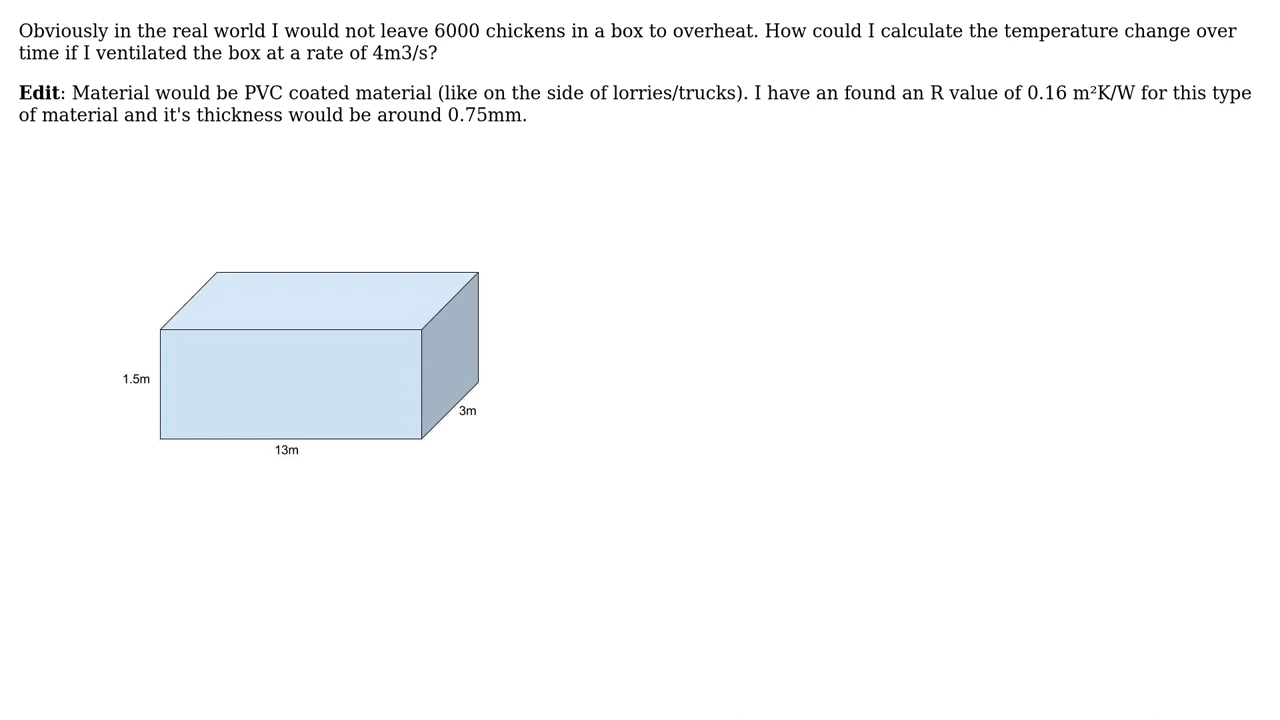 Obviously in the real world I would not leave 6000 chickens in a box to overheat. How could I calculate the temperature change over
time if I ventilated the box at a rate of 4m3/s?
Edit: Material would be PVC coated material (like on the side of lorries/trucks). I have an found an R value of 0.16 m²K/W for this type
of material and it's thickness would be around 0.75mm.
1.5m
3m
13m